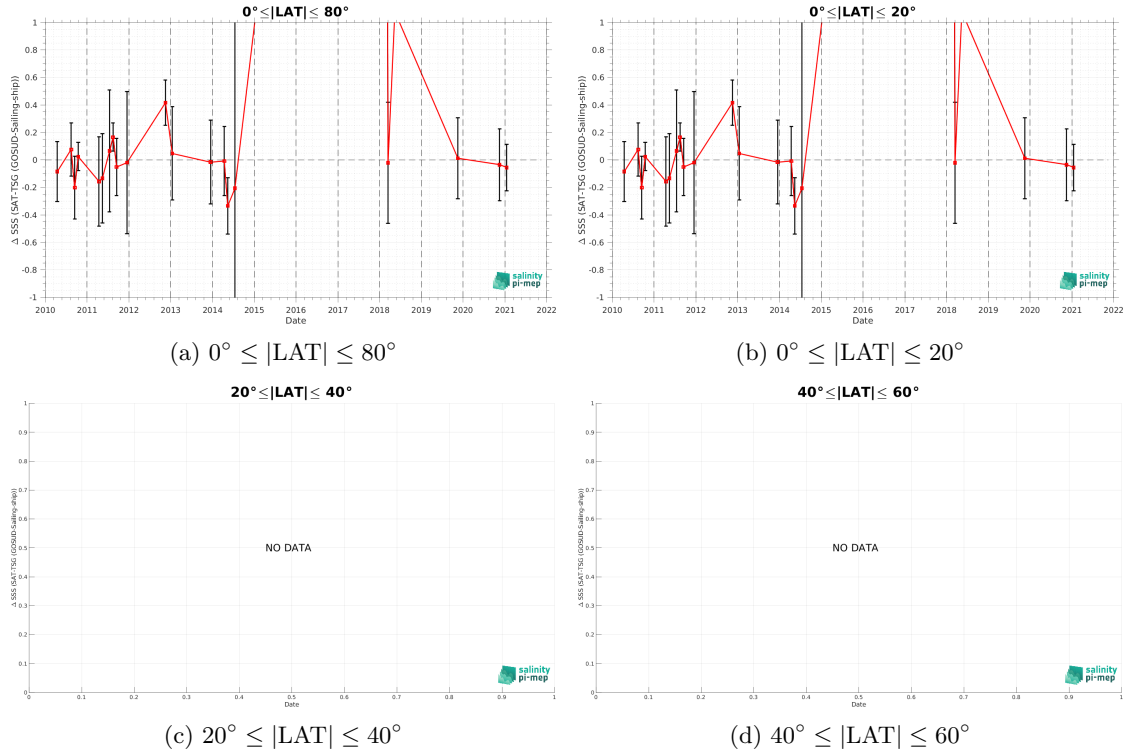 0°≤|LAT|≤ 80°
Δ SSS (SAT-TSG (GOSUD-Sailing-ship))
1
0.8
0.6
0.4
0.2
0
-0.2
-0.4
-0.6
-0.8
-1
2010 2011 2012 2013 2014 2015 2016 2017 2018 2019 2020 2021 2022
Date
salinity
pi-mep
(a) 0° ≤ |LAT| ≤ 80°
0°≤|LAT|≤ 20°
Δ SSS (SAT-TSG (GOSUD-Sailing-ship))
1
0.8
0.6
0.4
0.2
0
-0.2
-0.4
-0.6
-0.8
-1
2010 2011 2012 2013 2014 2015 2016 2017 2018 2019 2020 2021 2022
Date
salinity
pi-mep
(b) 0° ≤ |LAT| ≤ 20°
20°≤|LAT|≤ 40°
Δ SSS (SAT-TSG (GOSUD-Sailing-ship))
1
0.9
0.8
0.7
0.6
0.5
0.4
0.3
0.2
0.1
0
NO DATA
0 0.1 0.2 0.3 0.4 0.5 0.6 0.7 0.8 0.9 1
Date
salinity
pi-mep
(c) 20° ≤ |LAT| ≤ 40°
40°≤|LAT|≤ 60°
Δ SSS (SAT-TSG (GOSUD-Sailing-ship))
1
0.9
0.8
0.7
0.6
0.5
0.4
0.3
0.2
0.1
0
NO DATA
0 0.1 0.2 0.3 0.4 0.5 0.6 0.7 0.8 0.9 1
Date
salinity
pi-mep
(d) 40° ≤ |LAT| ≤ 60°